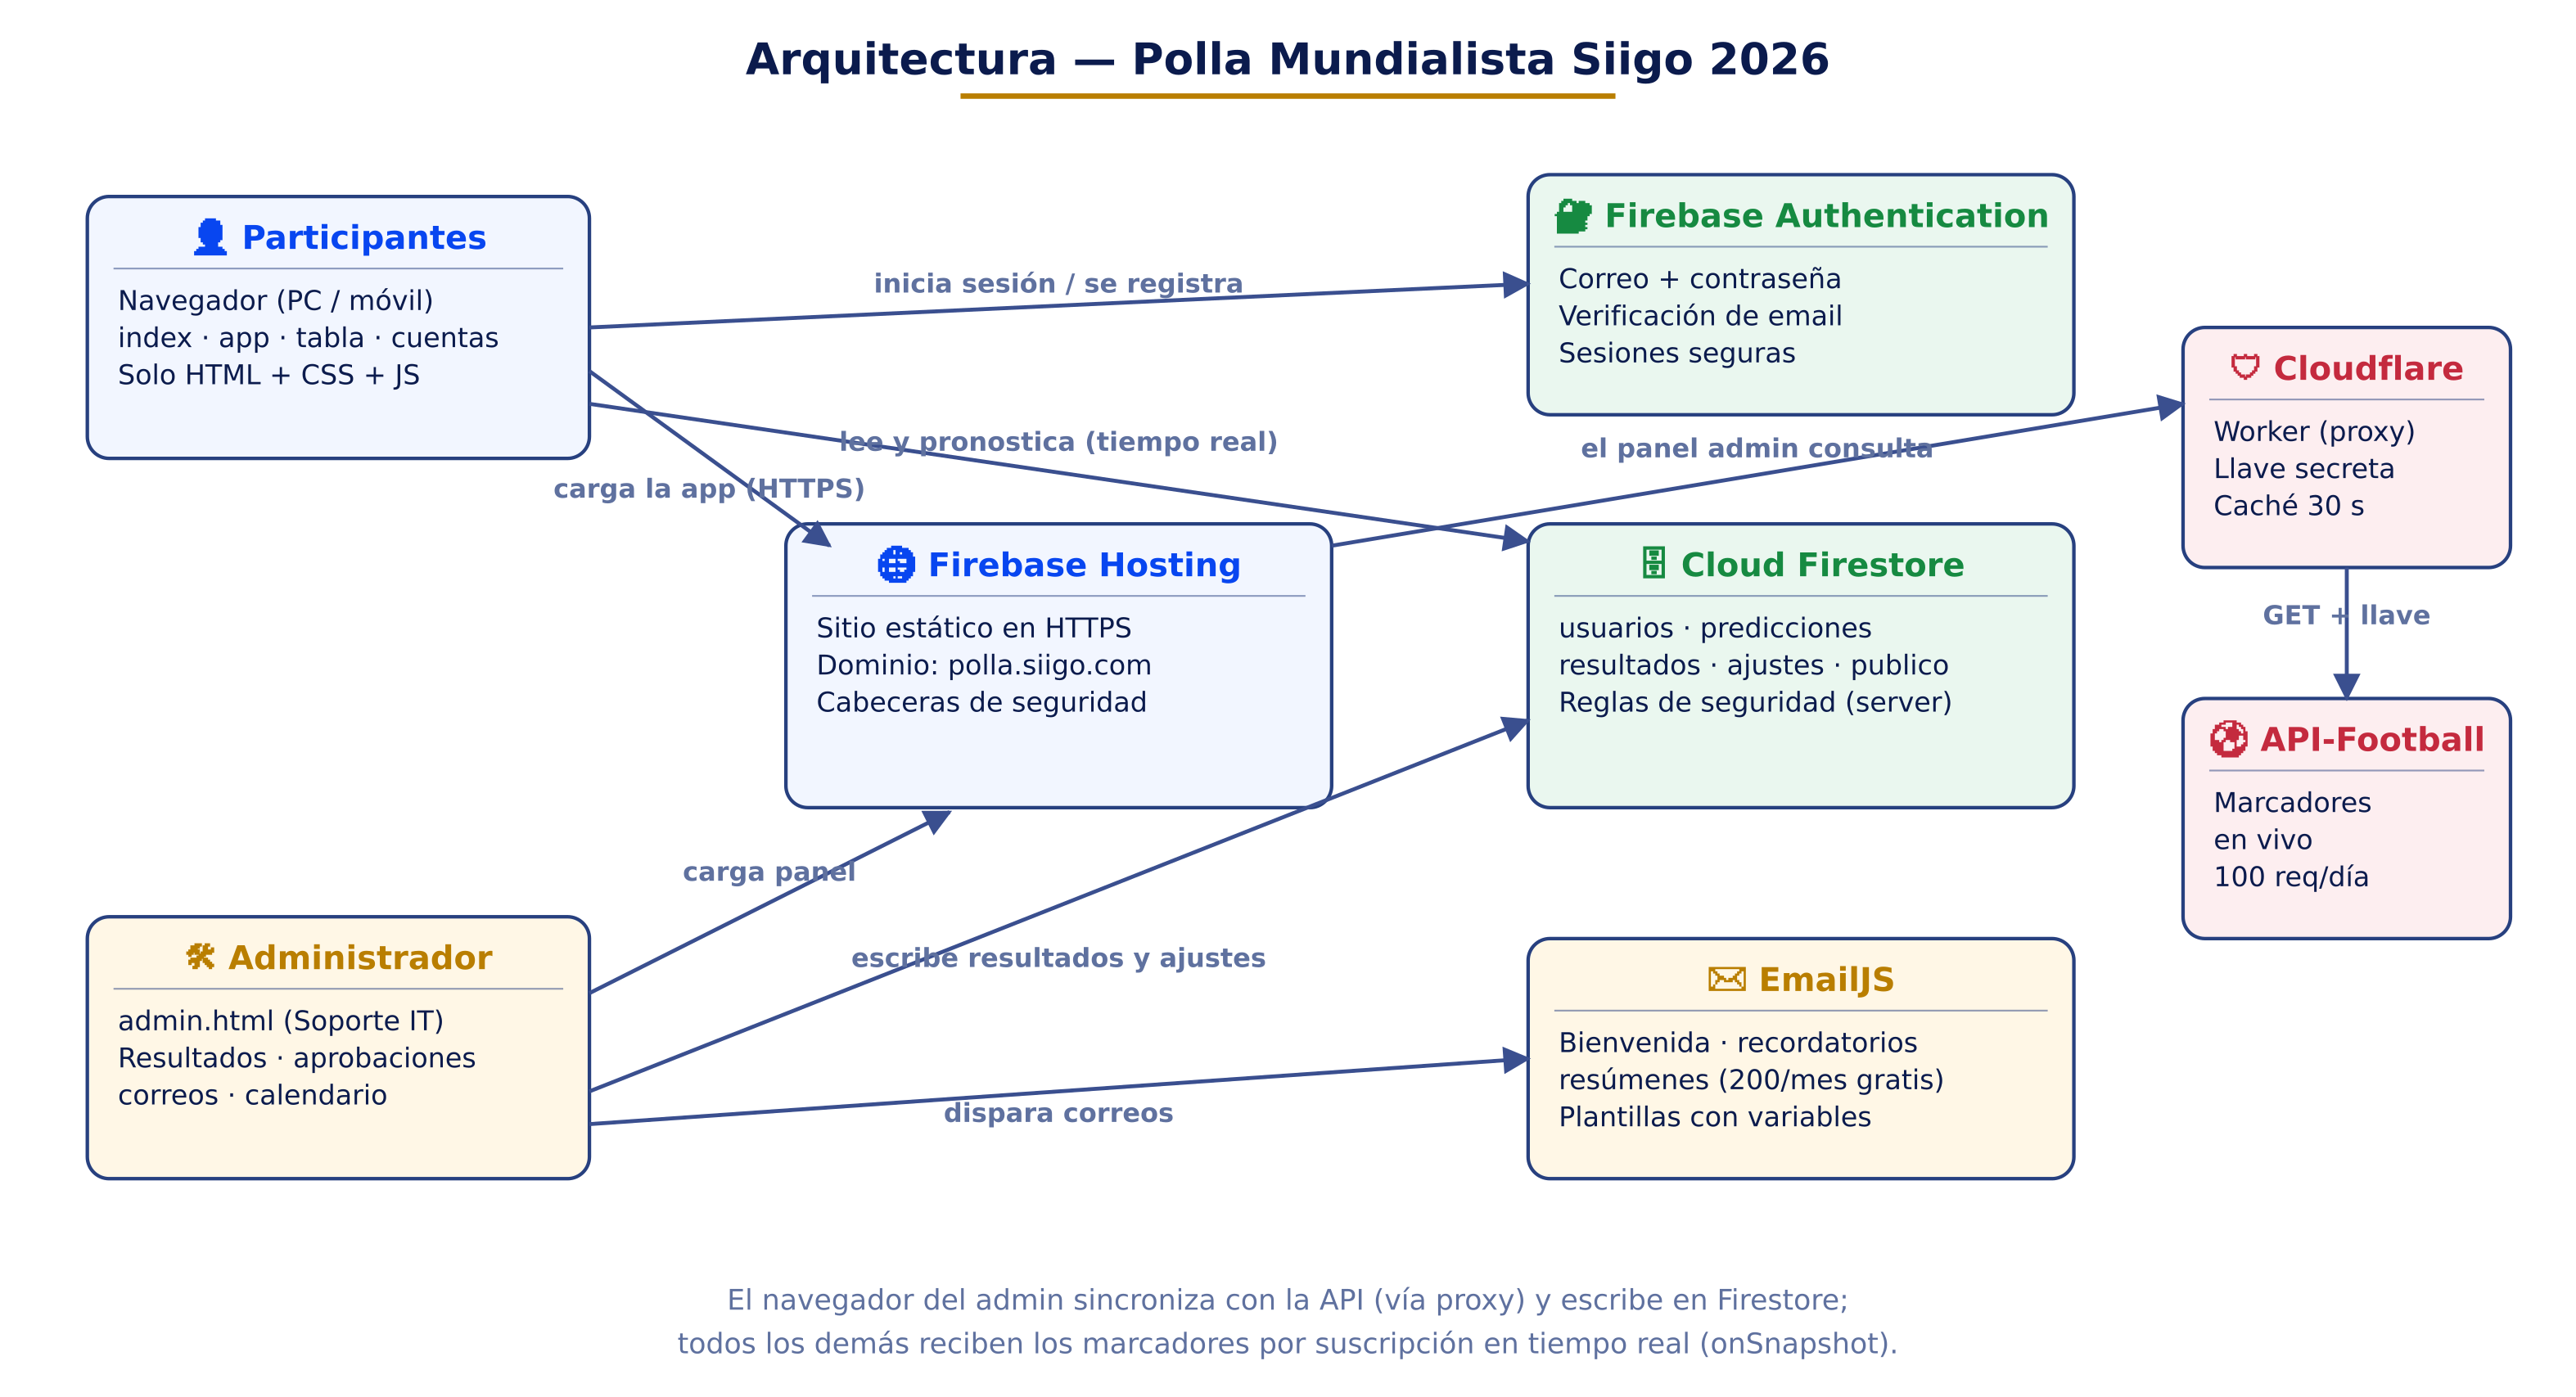 Arquitectura — Polla Mundialista Siigo 2026
👤 Participantes
Navegador (PC / móvil)
index · app · tabla · cuentas
Solo HTML + CSS + JS
inicia sesión / se registra
🔐 Firebase Authentication
Correo + contraseña
Verificación de email
Sesiones seguras
lee y pronostica (tiempo real)
carga la app (HTTPS)
el panel admin consulta
🛡 Cloudflare
Worker (proxy)
Llave secreta
Caché 30 s
🌐 Firebase Hosting
Sitio estático en HTTPS
Dominio: polla.siigo.com
Cabeceras de seguridad
🗄 Cloud Firestore
usuarios · predicciones
resultados · ajustes · publico
Reglas de seguridad (server)
GET + llave
⚽ API-Football
Marcadores
en vivo
100 req/día
carga panel
escribe resultados y ajustes
dispara correos
🛠 Administrador
admin.html (Soporte IT)
Resultados · aprobaciones
correos · calendario
✉ EmailJS
Bienvenida · recordatorios
resúmenes (200/mes gratis)
Plantillas con variables
El navegador del admin sincroniza con la API (vía proxy) y escribe en Firestore;
todos los demás reciben los marcadores por suscripción en tiempo real (onSnapshot).